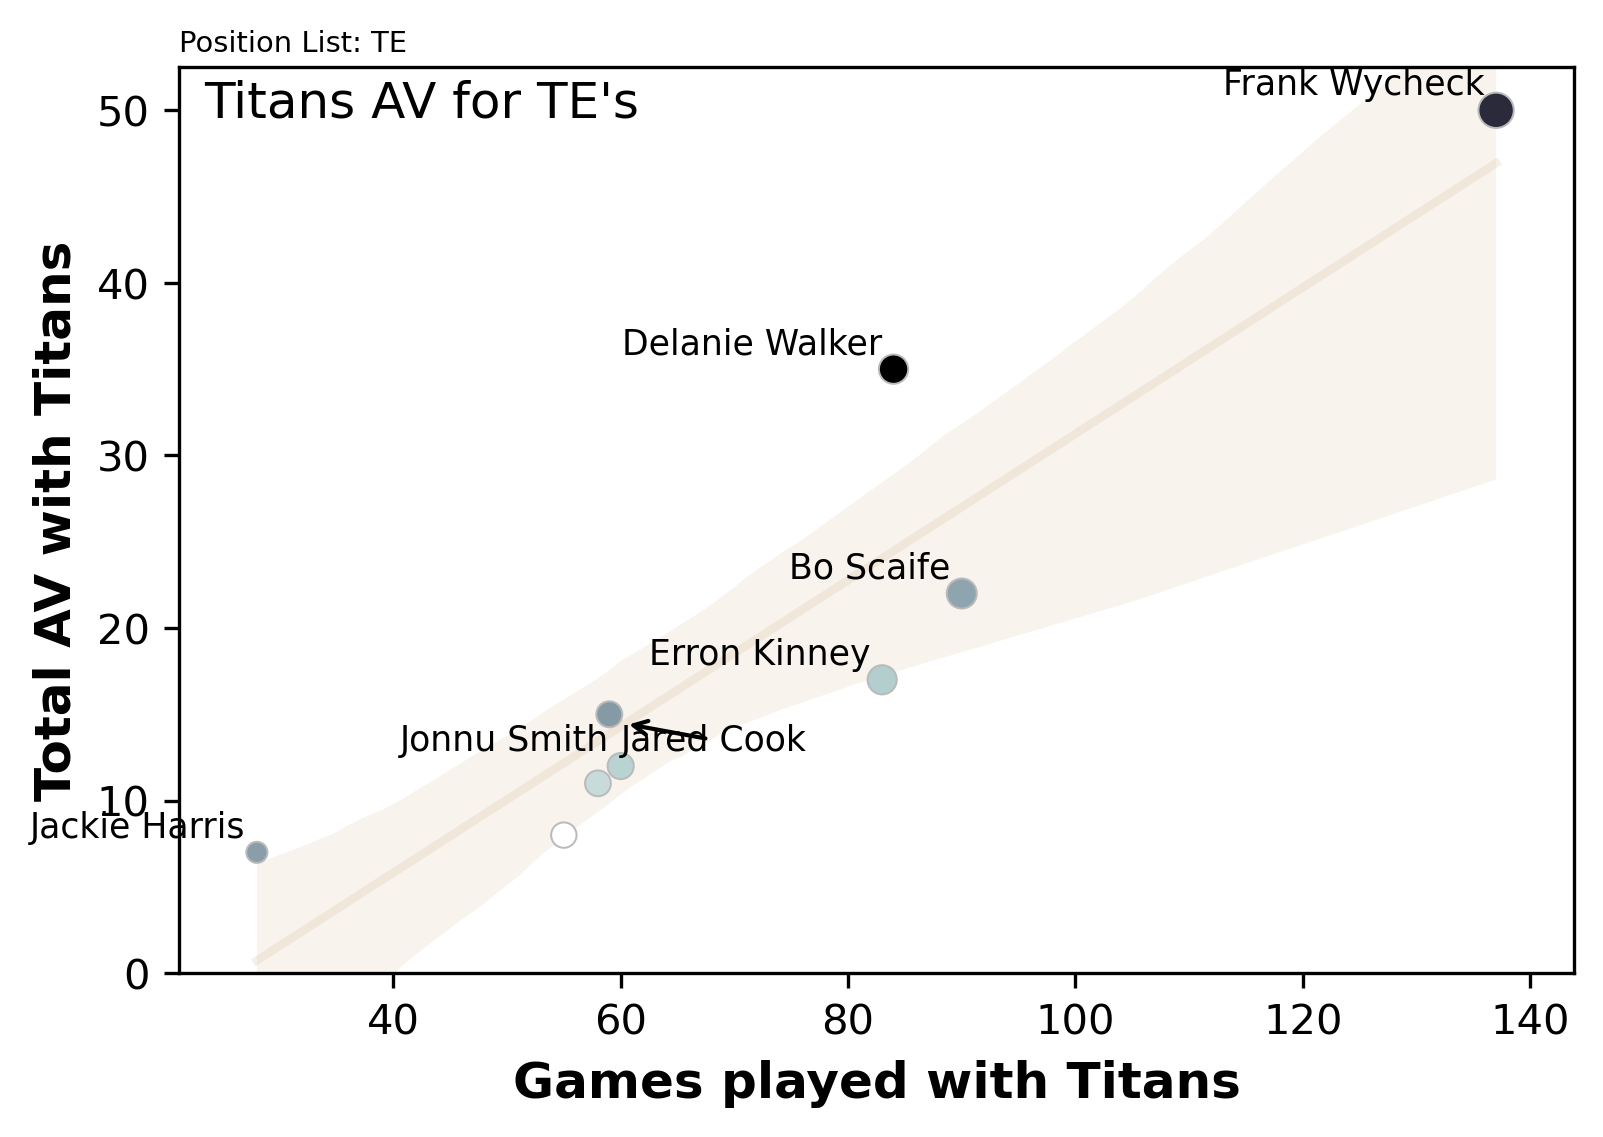 Position List: TE
Titans AV for TE's
Frank Wycheck
Delanie Walker
Bo Scaife
Erron Kinney
Jonnu Smith
Jared Cook
Jackie Harris
Total AV with Titans
50
40
30
20
10
0
40
60
80
100
120
140
Games played with Titans